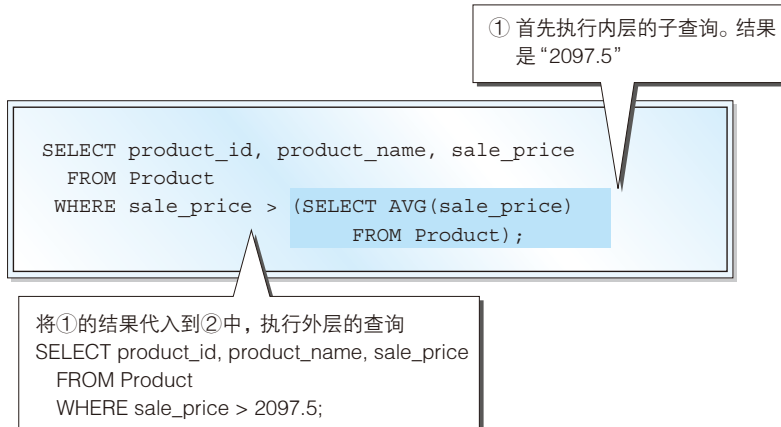 ① 首先执行内层的子查询。结果
是“2097.5”
SELECT product_id, product_name, sale_price
FROM Product
WHERE sale_price > (SELECT AVG(sale_price)
FROM Product);
将①的结果代入到②中，执行外层的查询
SELECT product_id, product_name, sale_price
FROM Product
WHERE sale_price > 2097.5;